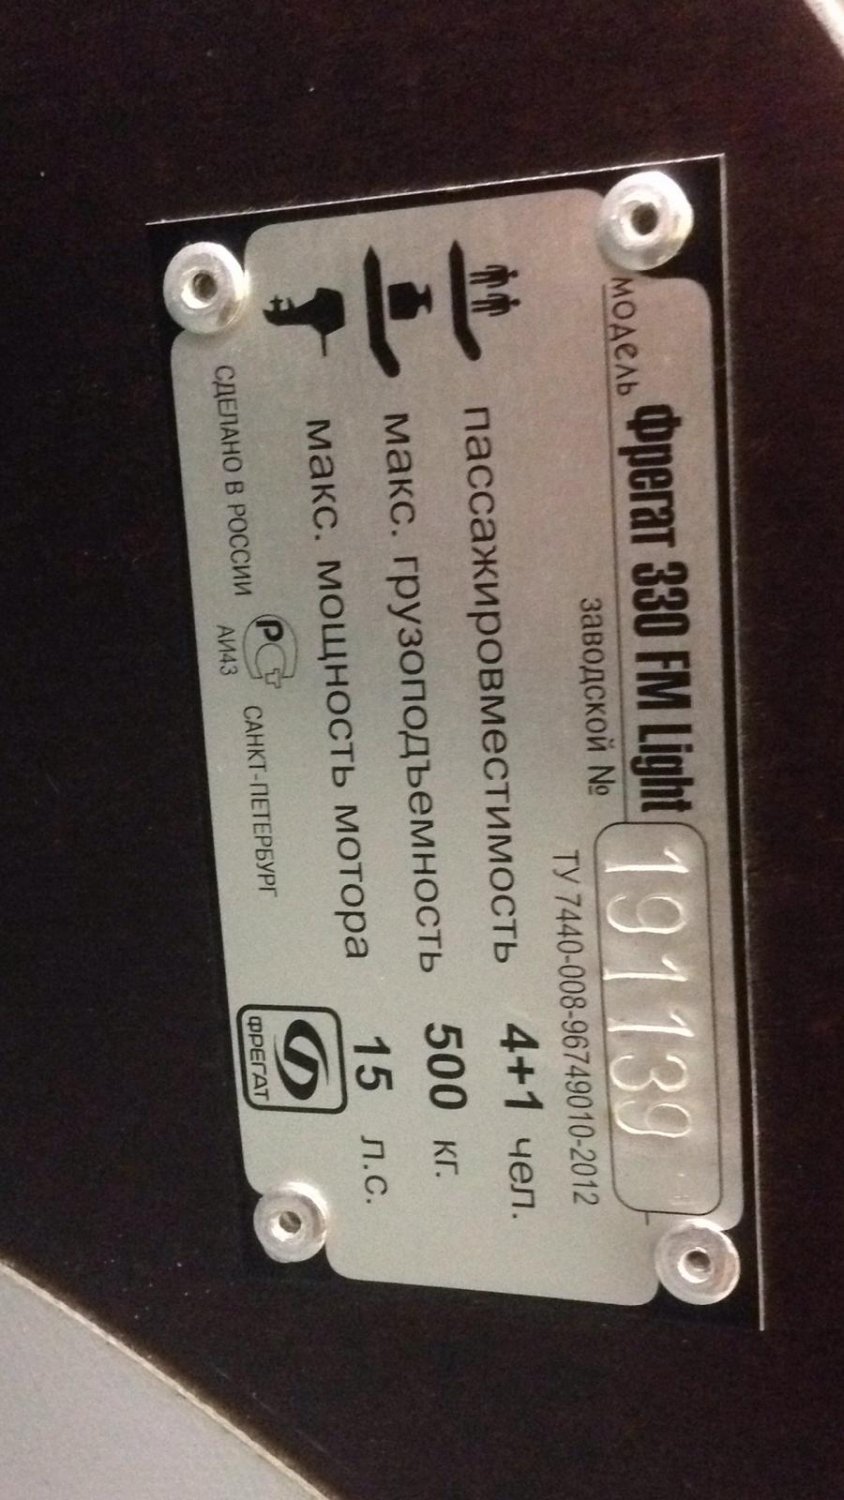 модель Фрегат 330 FM Light 191139
заводской №
ТУ 7440-008-96749010-2012
пассажировместимость 4+1 чел.
макс. грузоподъемность 500 кг.
макс. мощность мотора 15 л.с.
СДЕЛАНО В РОССИИ РСт САНКТ-ПЕТЕРБУРГ
АИ43
ФРЕГАТ